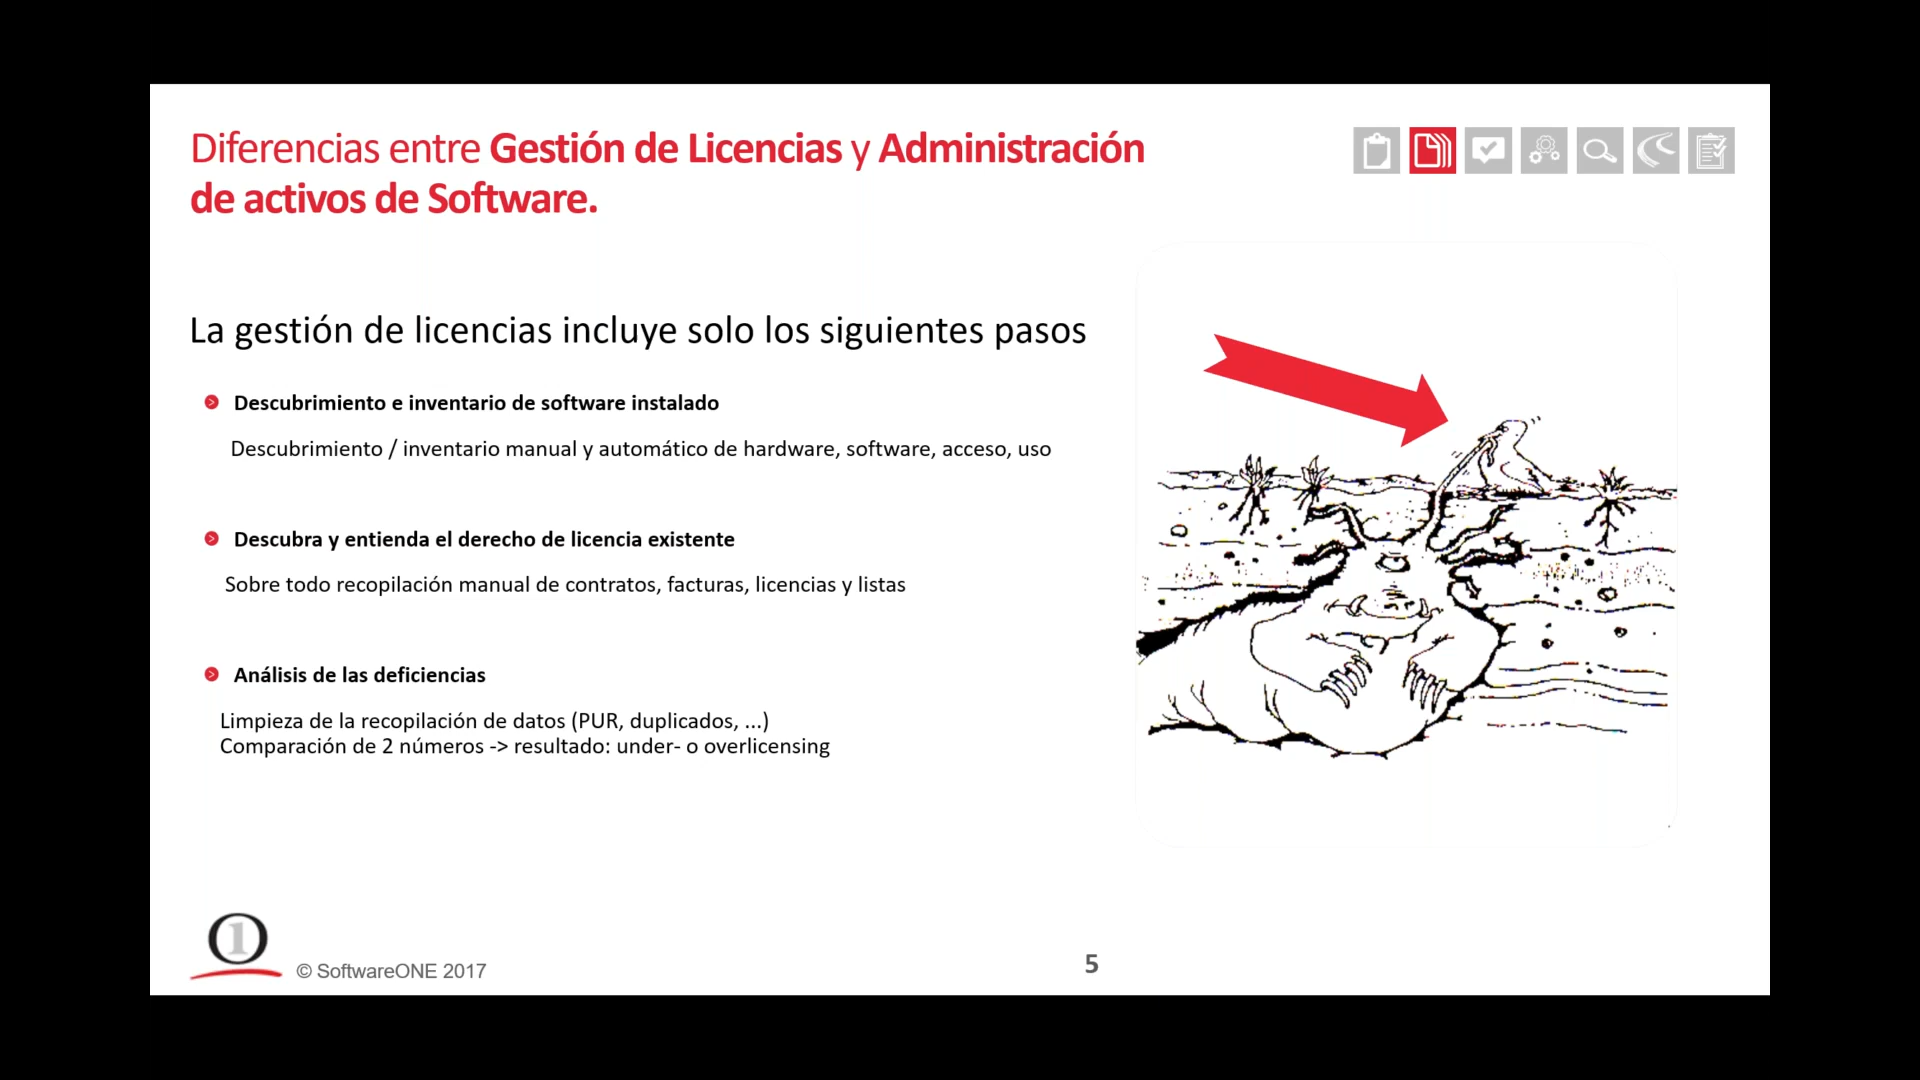 Diferencias entre Gestión de Licencias y Administración
de activos de Software.
La gestión de licencias incluye solo los siguientes pasos
Descubrimiento e inventario de software instalado
Descubrimiento / inventario manual y automático de hardware, software, acceso, uso
Descubra y entienda el derecho de licencia existente
Sobre todo recopilación manual de contratos, facturas, licencias y listas
Análisis de las deficiencias
Limpieza de la recopilación de datos (PUR, duplicados, ...)
Comparación de 2 números -> resultado: under- o overlicensing
© SoftwareONE 2017
5